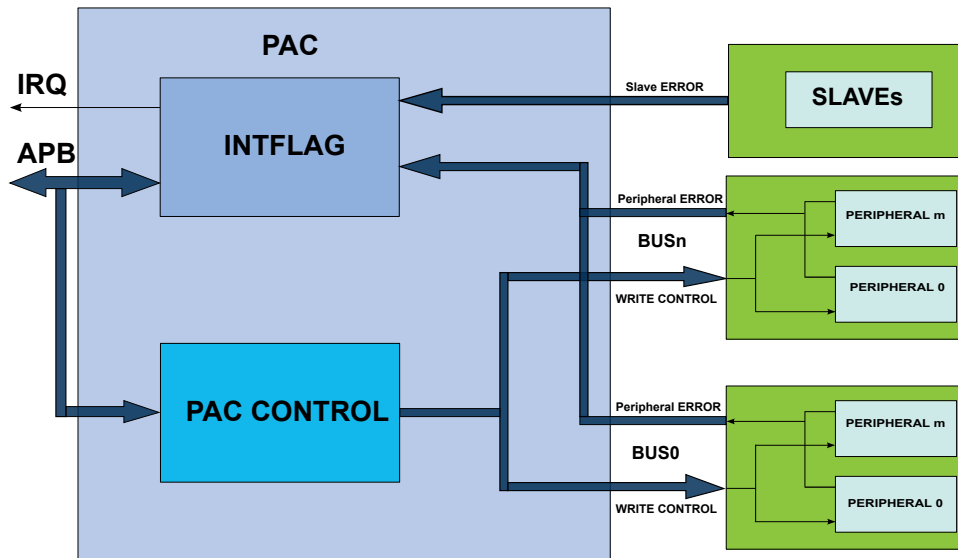 PAC
IRQ
Slave ERROR
SLAVEs
INTFLAG
APB
Peripheral ERROR
PERIPHERAL m
BUSn
PERIPHERAL 0
WRITE CONTROL
PAC CONTROL
Peripheral ERROR
PERIPHERAL m
BUS0
PERIPHERAL 0
WRITE CONTROL